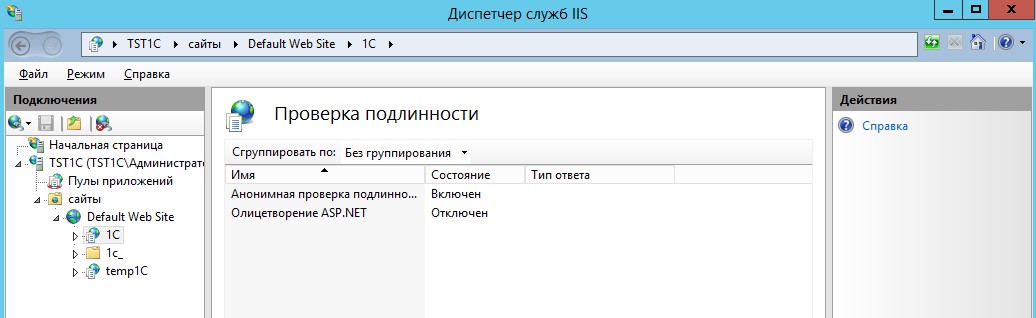 Диспетчер служб IIS
TST1C сайты Default Web Site 1C
Файл Режим Справка
Подключения
Начальная страница
TST1C (TST1C\Администрато
Пулы приложений
сайты
Default Web Site
1C
1c_
temp1C
Проверка подлинности
Сгруппировать по: Без группирования
Имя Состояние Тип ответа
Анонимная проверка подлинно... Включен
Олицетворение ASP.NET Отключен
Действия
Справка